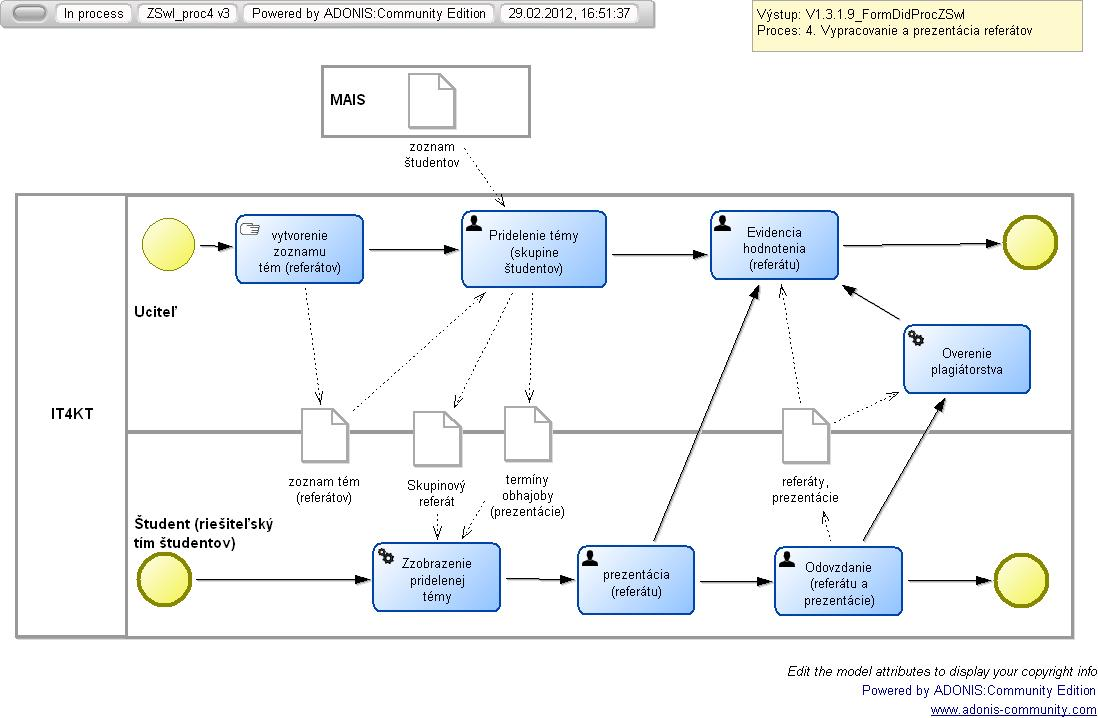 In process
ZSwI_proc4 v3
Powered by ADONIS:Community Edition
29.02.2012, 16:51:37
Výstup: V1.3.1.9_FormDidProcZSwI
Proces: 4. Vypracovanie a prezentácia referátov
MAIS
zoznam
študentov
IT4KT
Uciteľ
vytvorenie
zoznamu
tém (referátov)
Pridelenie témy
(skupine
študentov)
Evidencia
hodnotenia
(referátu)
Overenie
plagiátorstva
zoznam tém
(referátov)
Skupinový
referát
termíny
obhajoby
(prezentácie)
referáty,
prezentácie
Študent (riešiteľský
tím študentov)
Zzobrazenie
pridelenej
témy
prezentácia
(referátu)
Odovzdanie
(referátu a
prezentácie)
Edit the model attributes to display your copyright info
Powered by ADONIS:Community Edition
www.adonis-community.com